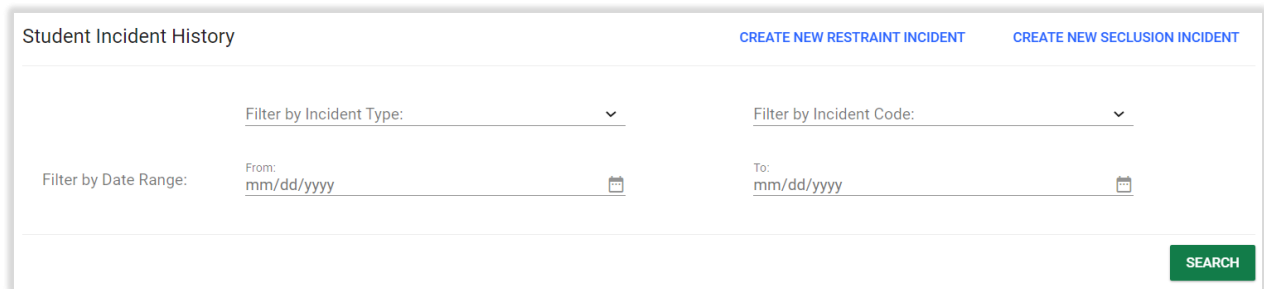 Student Incident History CREATE NEW RESTRAINT INCIDENT CREATE NEW SECLUSION INCIDENT
Filter by Incident Type: Filter by Incident Code:
Filter by Date Range: From: To:
mm/dd/yyyy mm/dd/yyyy
SEARCH